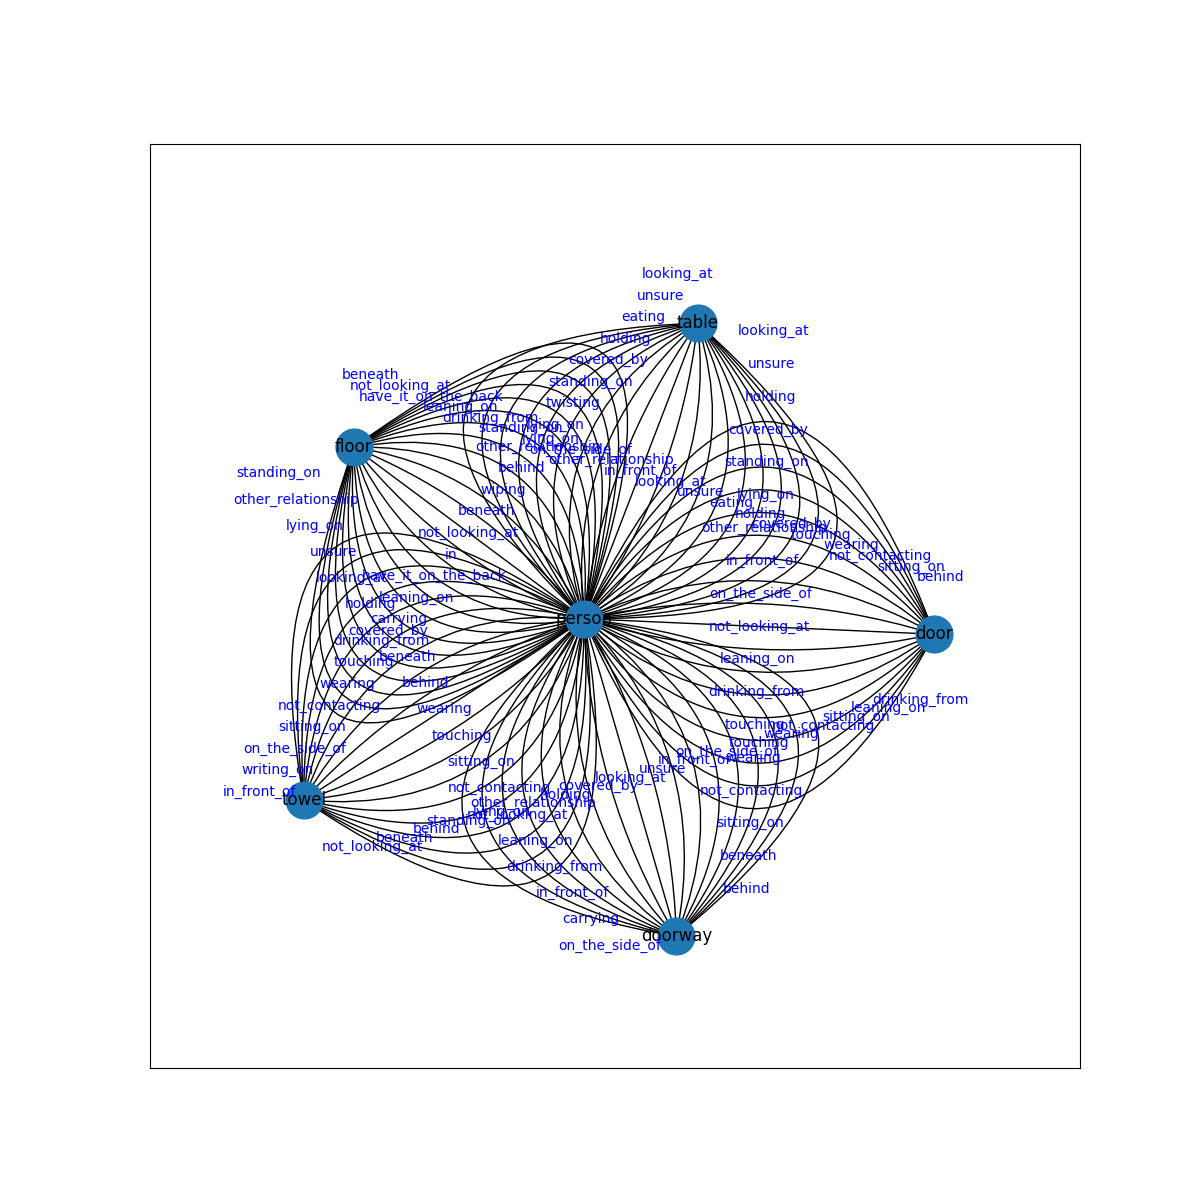 looking_at
unsure
eating
table
looking_at
holding
covered_by
unsure
beneath
standing_on
not_looking_at
have_it_on_the_back
holding
twisting
leaning_on
drinking_from
lying_on
standing_on
covered_by
lying_on
floor
other_relationship
on_the_side_of
other_relationship
standing_on
behind
in_front_of
standing_on
looking_at
wiping
unsure
lying_on
other_relationship
eating
beneath
holding
covered_by
lying_on
other_relationship
not_looking_at
touching
wearing
unsure
in
not_contacting
in_front_of
sitting_on
looking_at
have_it_on_the_back
behind
leaning_on
on_the_side_of
holding
carrying
person
not_looking_at
covered_by
drinking_from
door
touching
beneath
leaning_on
wearing
behind
drinking_from
drinking_from
not_contacting
wearing
leaning_on
sitting_on
sitting_on
touching
not_contacting
wearing
touching
touching
on_the_side_of
on_the_side_of
wearing
sitting_on
in_front_of
writing_on
unsure
looking_at
in_front_of
not_contacting
covered_by
not_contacting
holding
towel
other_relationship
lying_on
not_looking_at
standing_on
sitting_on
behind
beneath
leaning_on
not_looking_at
beneath
drinking_from
in_front_of
behind
carrying
doorway
on_the_side_of